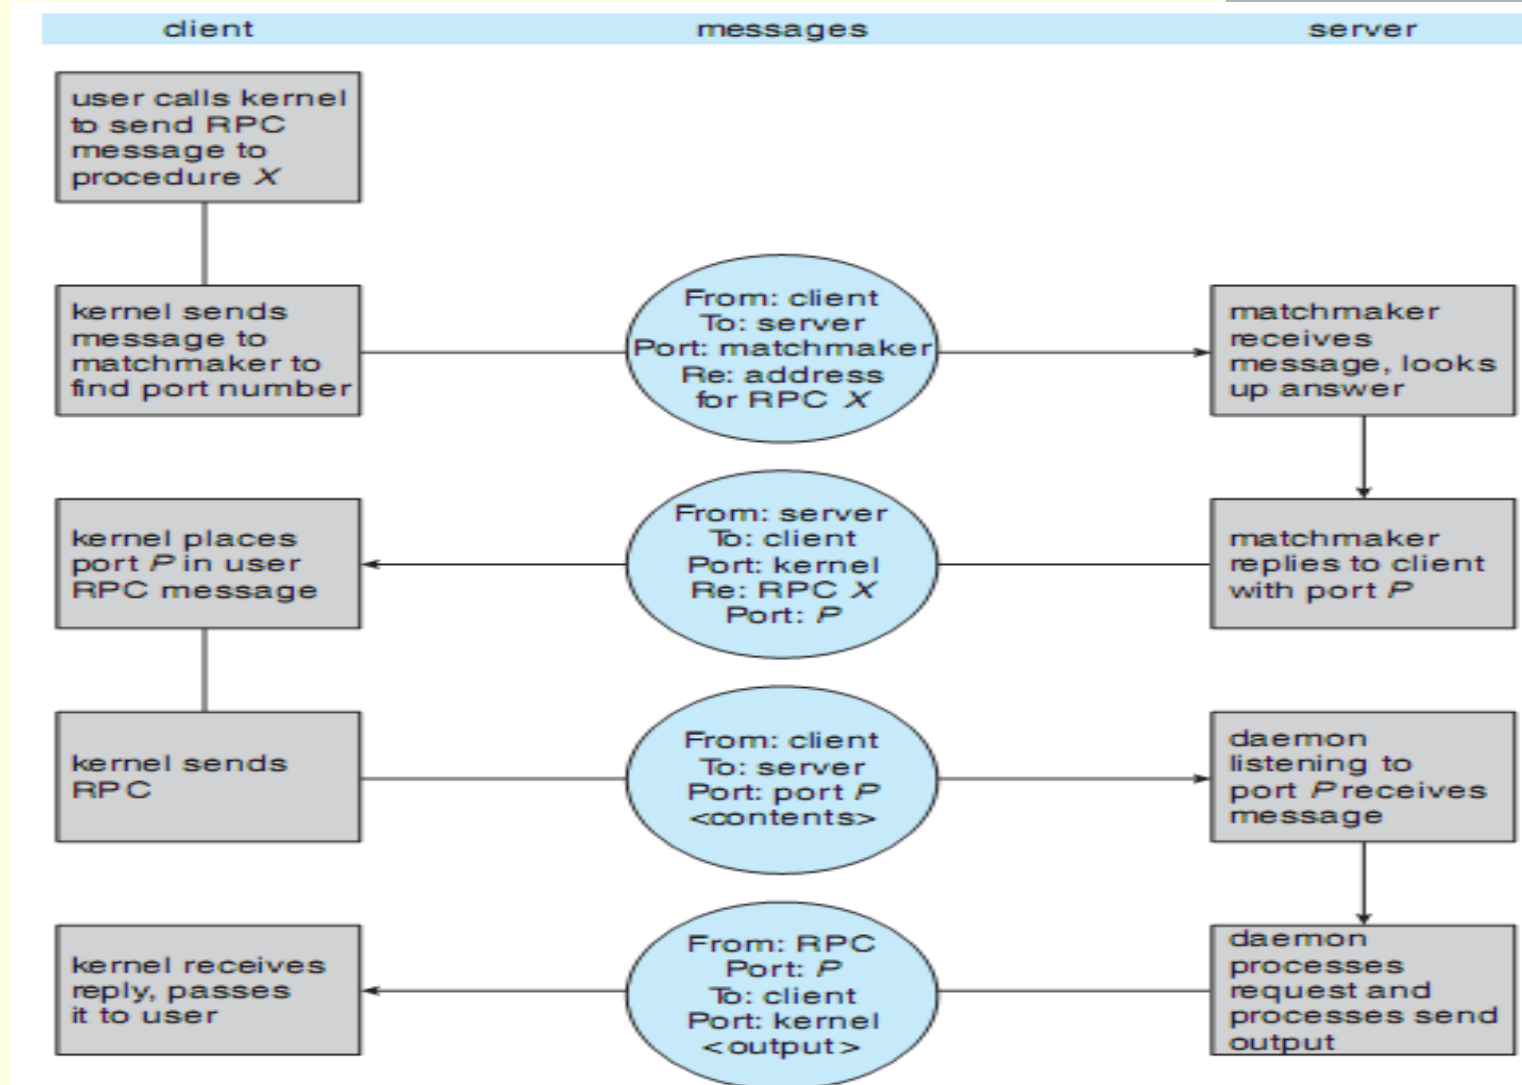 client messages server
user calls kernel
to send RPC
message to
procedure X
kernel sends
message to
matchmaker to
find port number
From: client
To: server
Port: matchmaker
Re: address
for RPC X
matchmaker
receives
message, looks
up answer
kernel places
port P in user
RPC message
From: server
To: client
Port: kernel
Re: RPC X
Port: P
matchmaker
replies to client
with port P
kernel sends
RPC
From: client
To: server
Port: port P
<contents>
daemon
listening to
port P receives
message
kernel receives
reply, passes
it to user
From: RPC
Port: P
To: client
Port: kernel
<output>
daemon
processes
request and
processes send
output